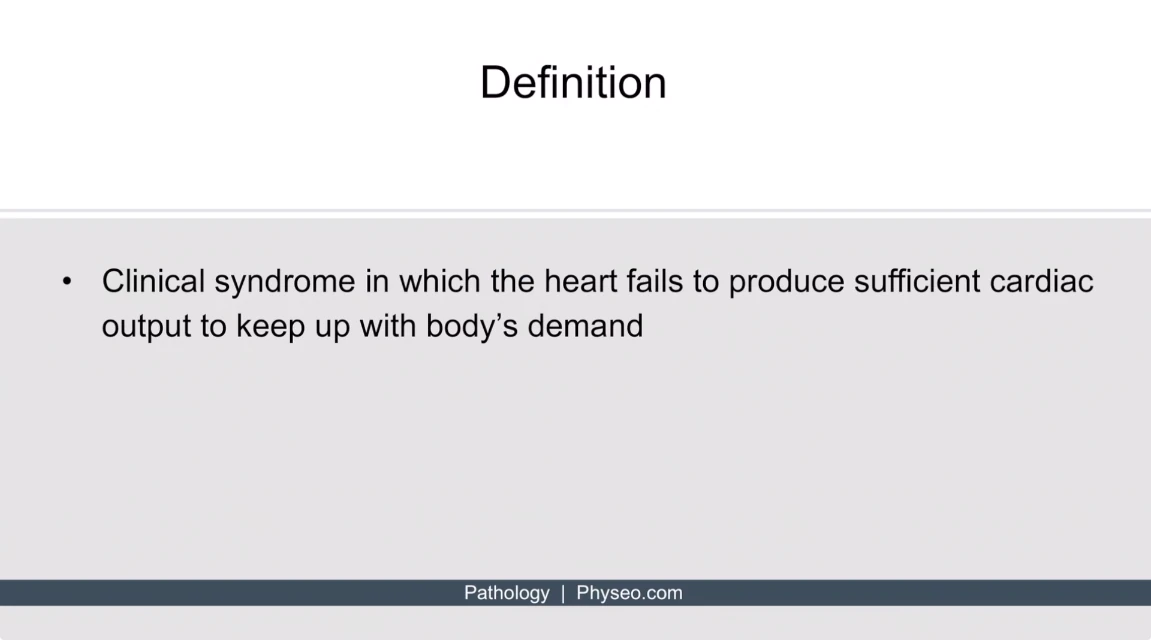 Definition
• Clinical syndrome in which the heart fails to produce sufficient cardiac
output to keep up with body’s demand
Pathology | Physeo.com